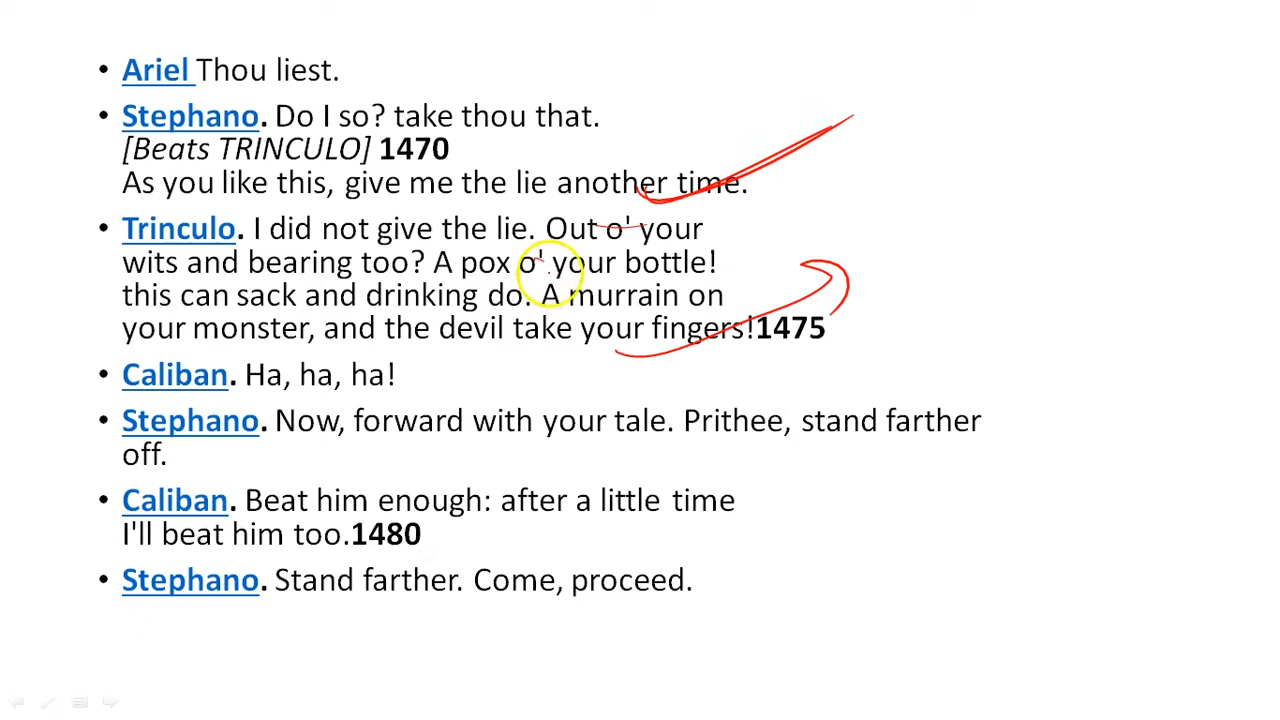 • Ariel Thou liest.
• Stephano. Do I so? take thou that.
[Beats TRINCULO] 1470
As you like this, give me the lie another time.
• Trinculo. I did not give the lie. Out o' your
wits and bearing too? A pox o' your bottle!
this can sack and drinking do. A murrain on
your monster, and the devil take your fingers!1475
• Caliban. Ha, ha, ha!
• Stephano. Now, forward with your tale. Prithee, stand farther
off.
• Caliban. Beat him enough: after a little time
I'll beat him too.1480
• Stephano. Stand farther. Come, proceed.